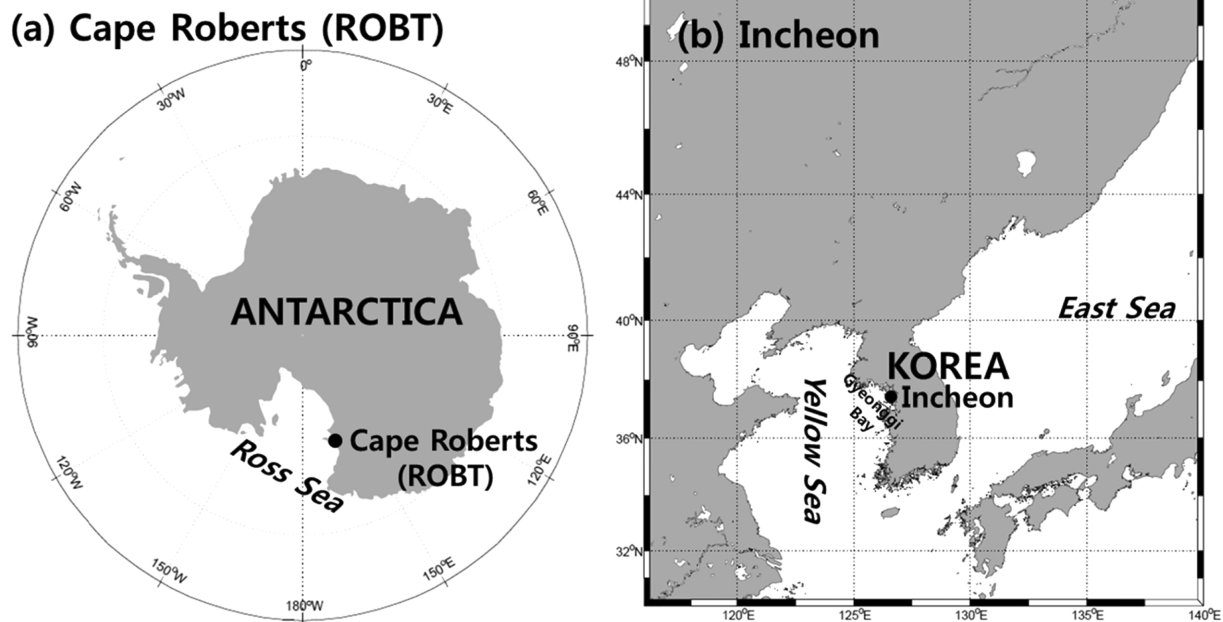 (a) Cape Roberts (ROBT)
0°
30°W
30°E
60°W
60°E
ANTARCTICA
90°W
90°E
Cape Roberts
(ROBT)
Ross Sea
120°W
120°E
150°W
150°E
180°W
(b) Incheon
48°N
44°N
40°N
East Sea
KOREA
Incheon
Gyeonggi
Bay
Yellow Sea
36°N
32°N
120°E
125°E
130°E
135°E
140°E